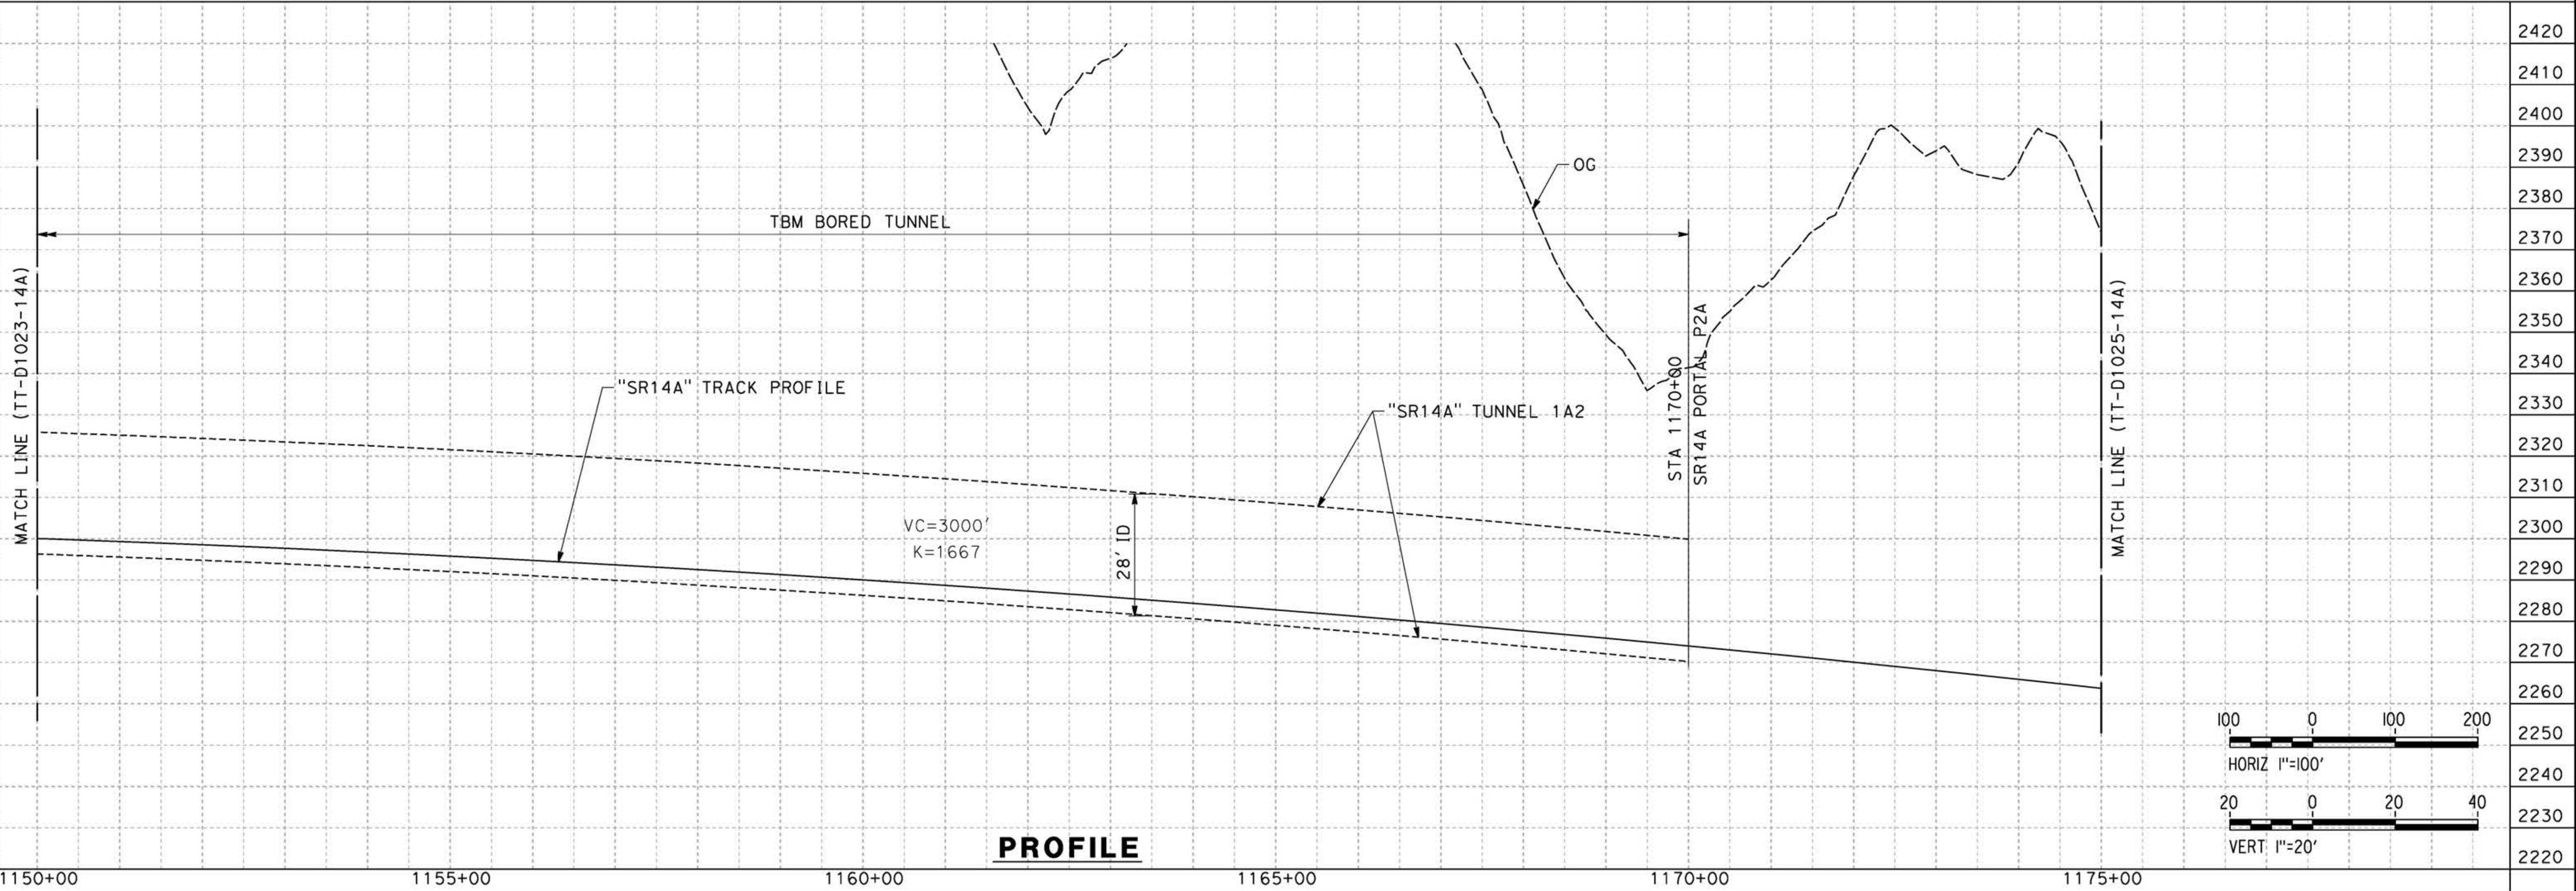 2420
2410
2400
2390
2380
2370
2360
2350
2340
2330
2320
2310
2300
2290
2280
2270
2260
2250
2240
2230
2220
OG
TBM BORED TUNNEL
MATCH LINE (TT-D1023-14A)
"SR14A" TRACK PROFILE
"SR14A" TUNNEL 1A2
STA 1170+00
SR14A PORTAL P2A
MATCH LINE (TT-D1025-14A)
VC=3000'
K=1667
28' ID
100 0 100 200
HORIZ 1"=100'
20 0 20 40
VERT 1"=20'
PROFILE
1150+00 1155+00 1160+00 1165+00 1170+00 1175+00